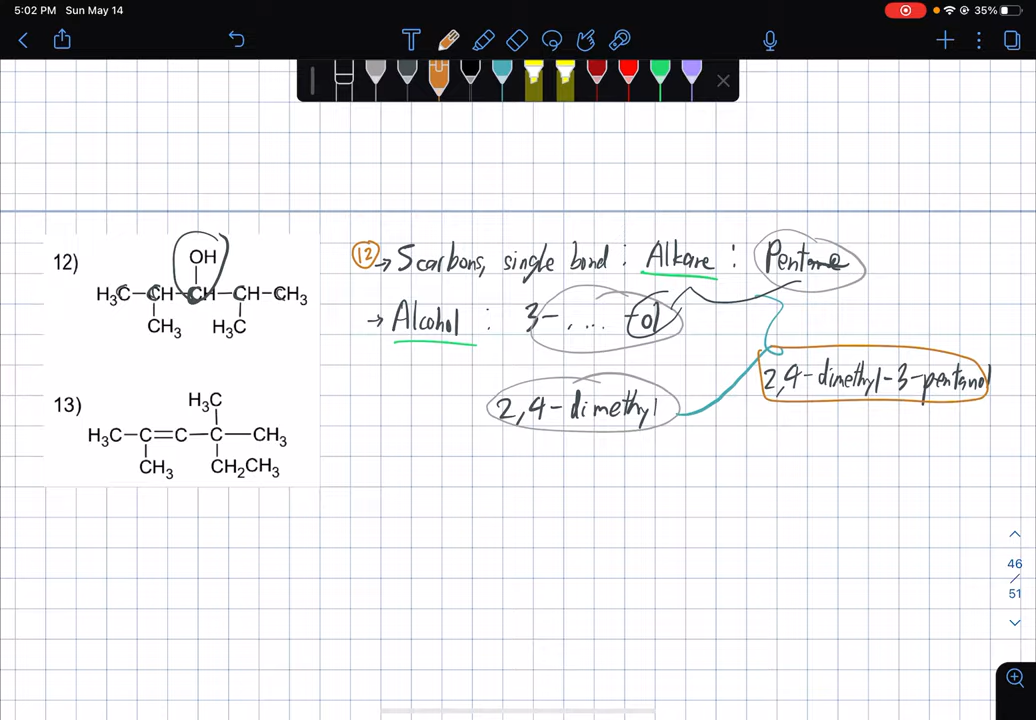 5:02 PM Sun May 14
35%
12)
OH
H₃C-CH-CH-CH-CH₃
CH₃ H₃C
13)
H₃C
H₃C-C=C-C-CH₃
CH₃ CH₂CH₃
12 → 5carbons, single bond : Alkane : Pentane
→ Alcohol : 3- .... -ol
2,4-dimethyl
2,4-dimethyl-3-pentanol
46
/
51